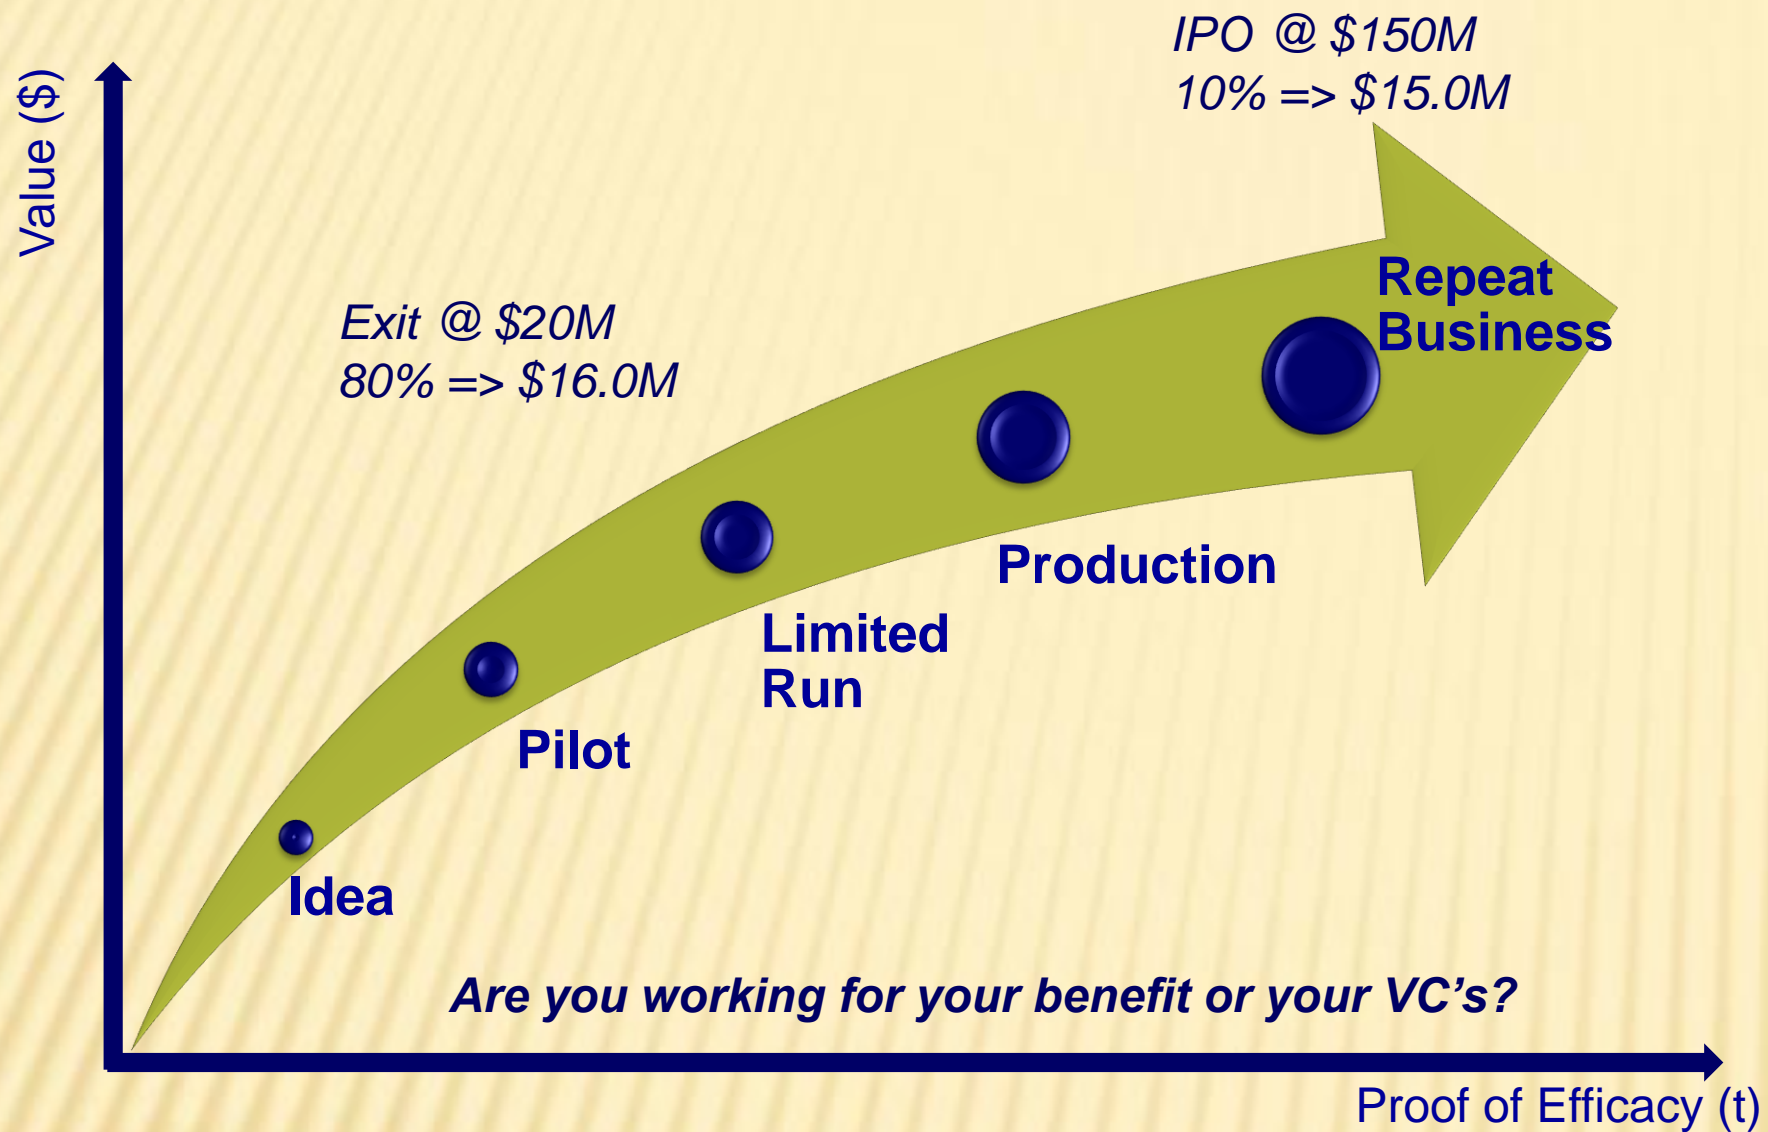 IPO @ $150M
10% => $15.0M
Value ($)
Exit @ $20M
80% => $16.0M
Repeat
Business
Production
Limited
Run
Pilot
Idea
Are you working for your benefit or your VC’s?
Proof of Efficacy (t)